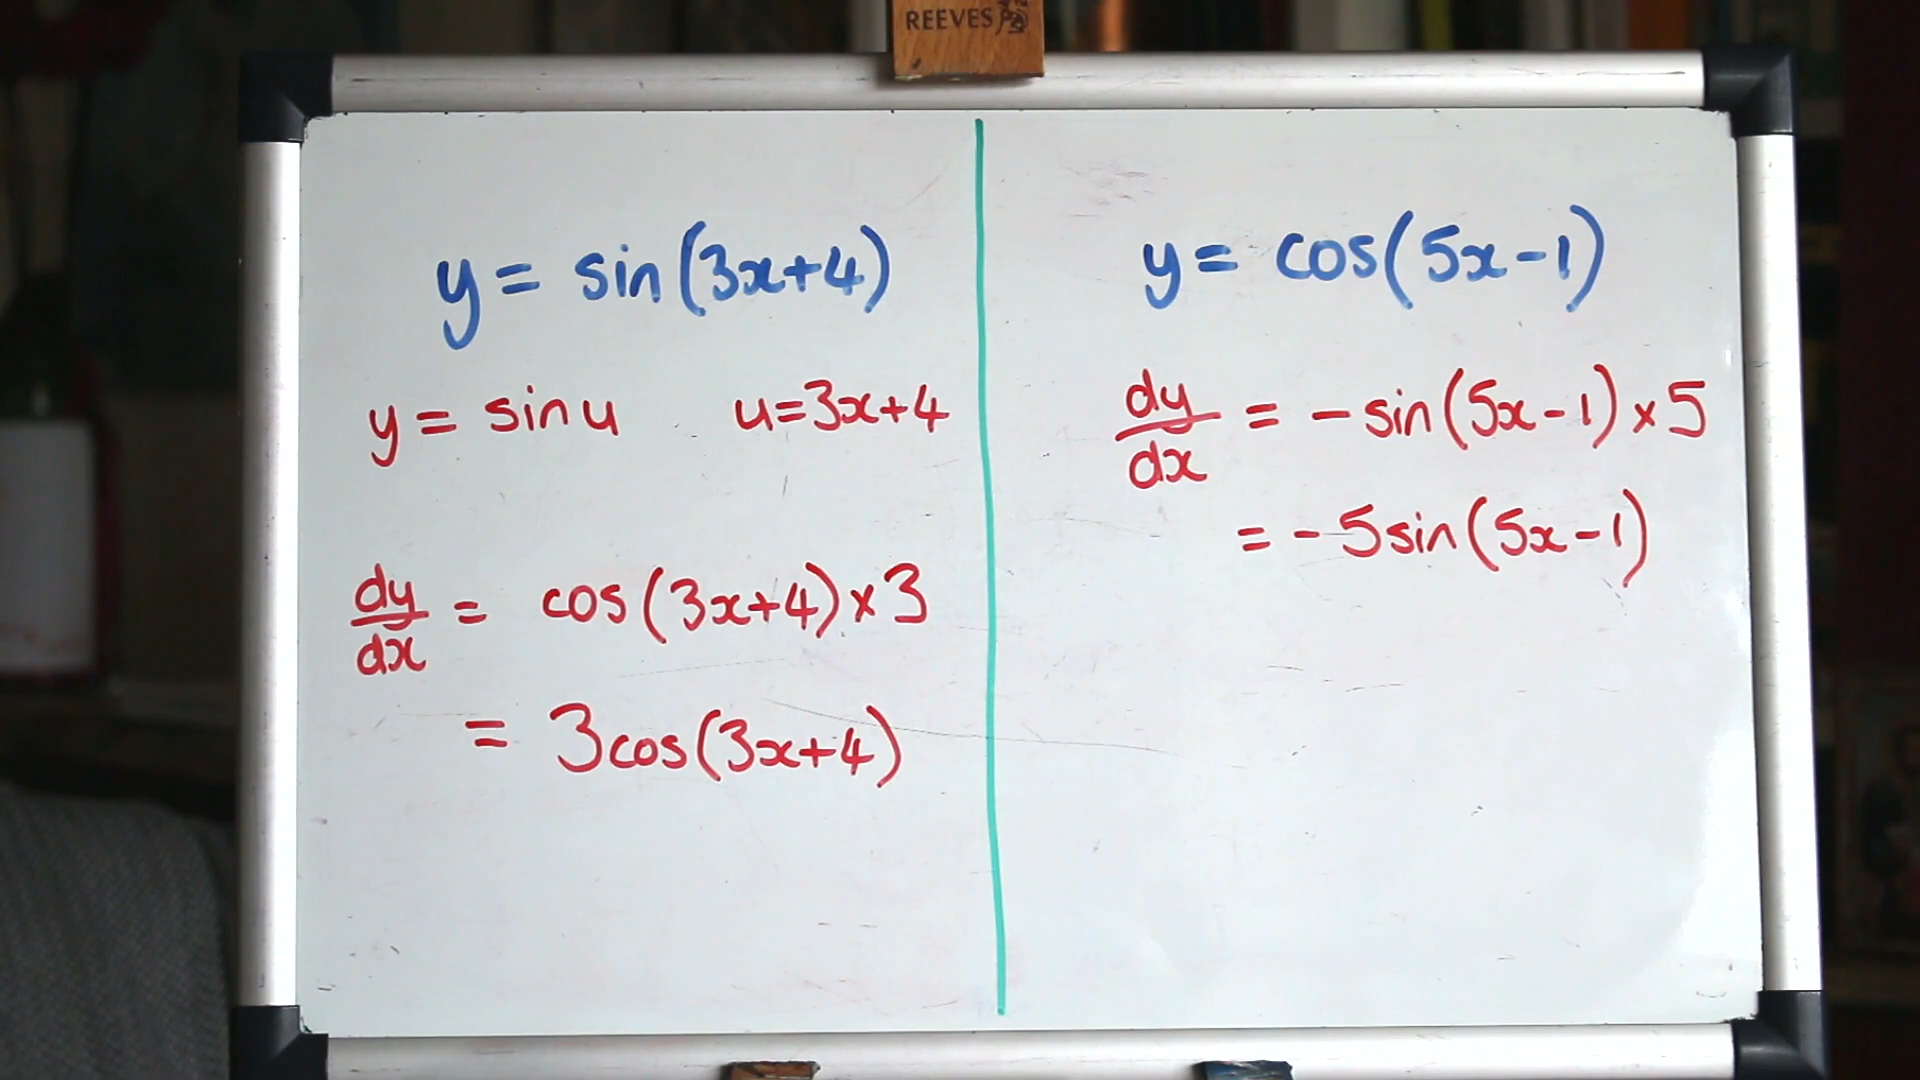 REEVES
y = sin(3x+4)
y = sin u u=3x+4
dy/dx = cos(3x+4)×3
= 3cos(3x+4)
y = cos(5x-1)
dy/dx = -sin(5x-1)×5
= -5sin(5x-1)